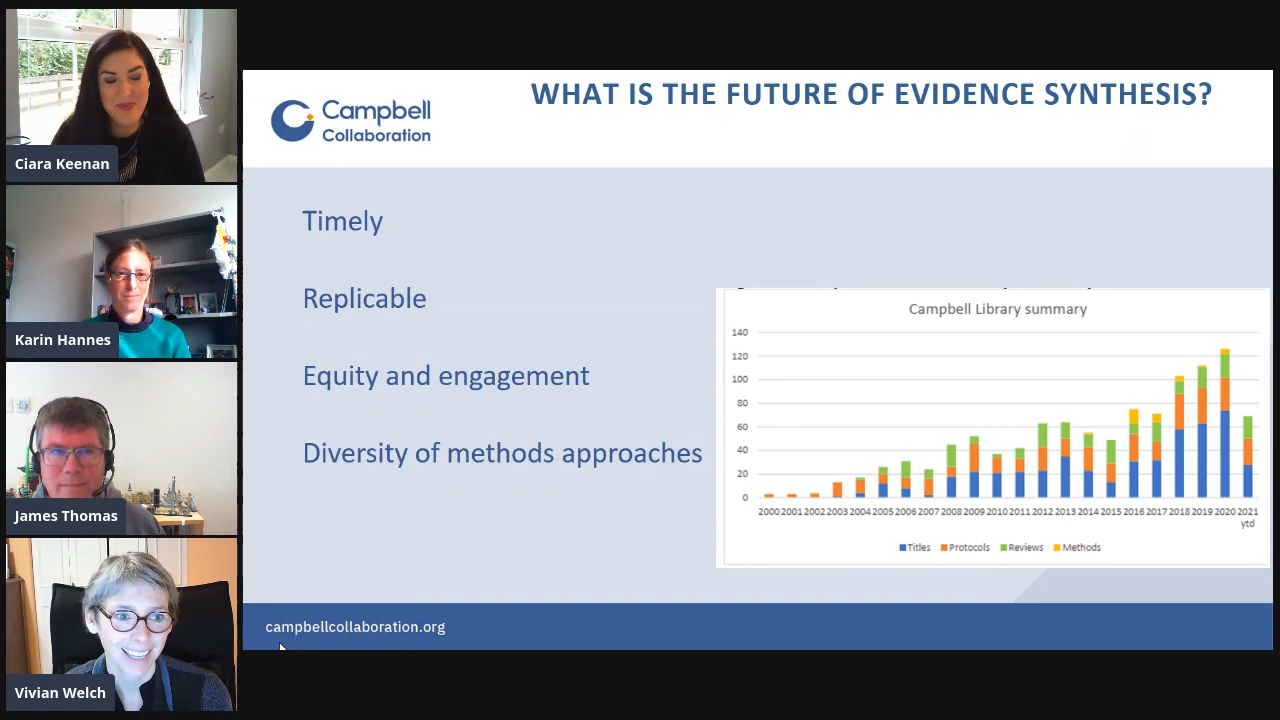 Ciara Keenan
Karin Hannes
James Thomas
Vivian Welch
Campbell
Collaboration
WHAT IS THE FUTURE OF EVIDENCE SYNTHESIS?
Timely
Replicable
Equity and engagement
Diversity of methods approaches
Campbell Library summary
140
120
100
80
60
40
20
0
2000 2001 2002 2003 2004 2005 2006 2007 2008 2009 2010 2011 2012 2013 2014 2015 2016 2017 2018 2019 2020 2021
ytd
Titles Protocols Reviews Methods
campbellcollaboration.org